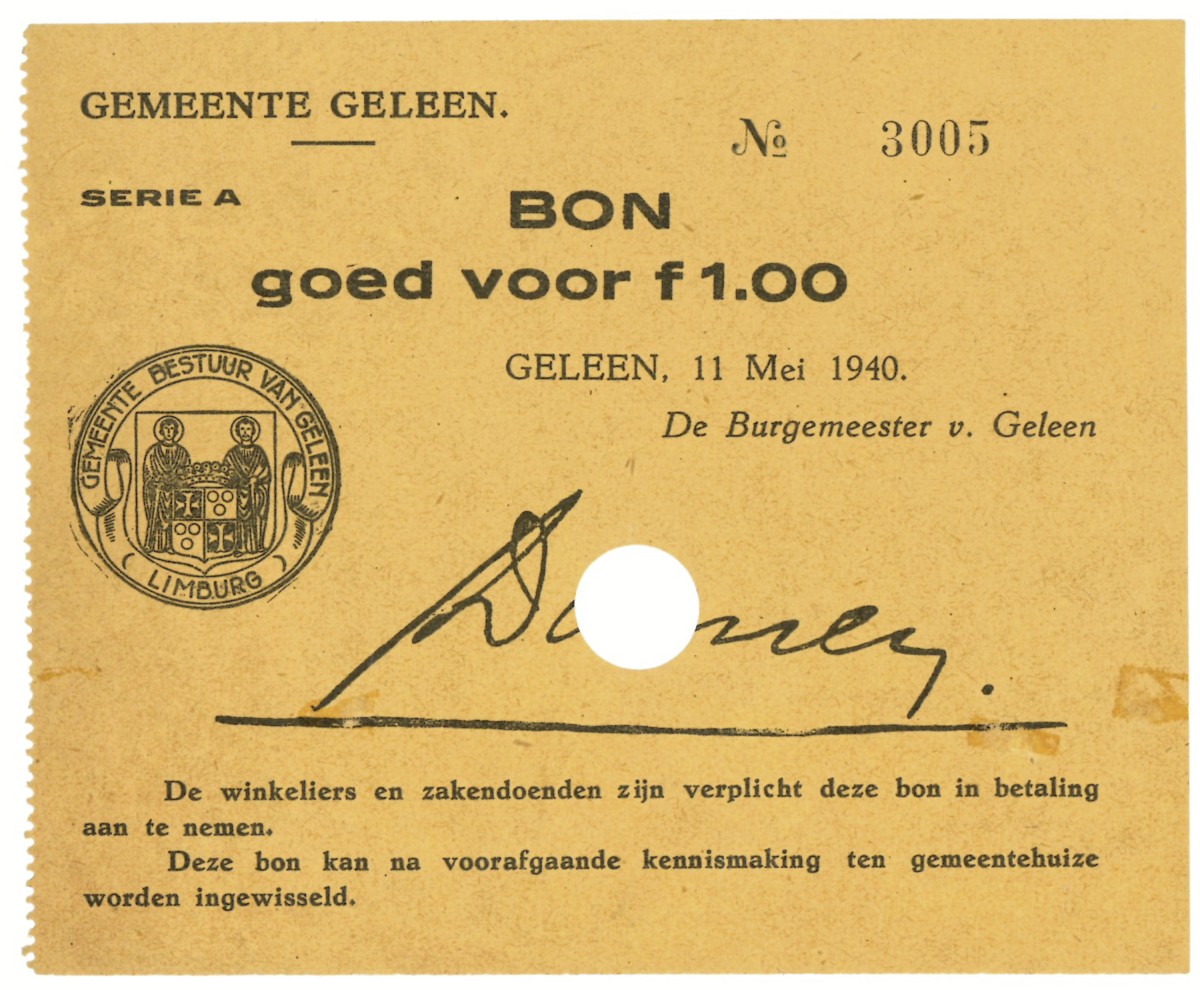 GEMEENTE GELEEN.
Nº 3005
SERIE A
BON
goed voor f 1.00
GELEEN, 11 Mei 1940.
De Burgemeester v. Geleen
GEMEENTE BESTUUR VAN GELEEN
(LIMBURG)
De winkeliers en zakendoenden zijn verplicht deze bon in betaling
aan te nemen.
Deze bon kan na voorafgaande kennismaking ten gemeentehuize
worden ingewisseld.